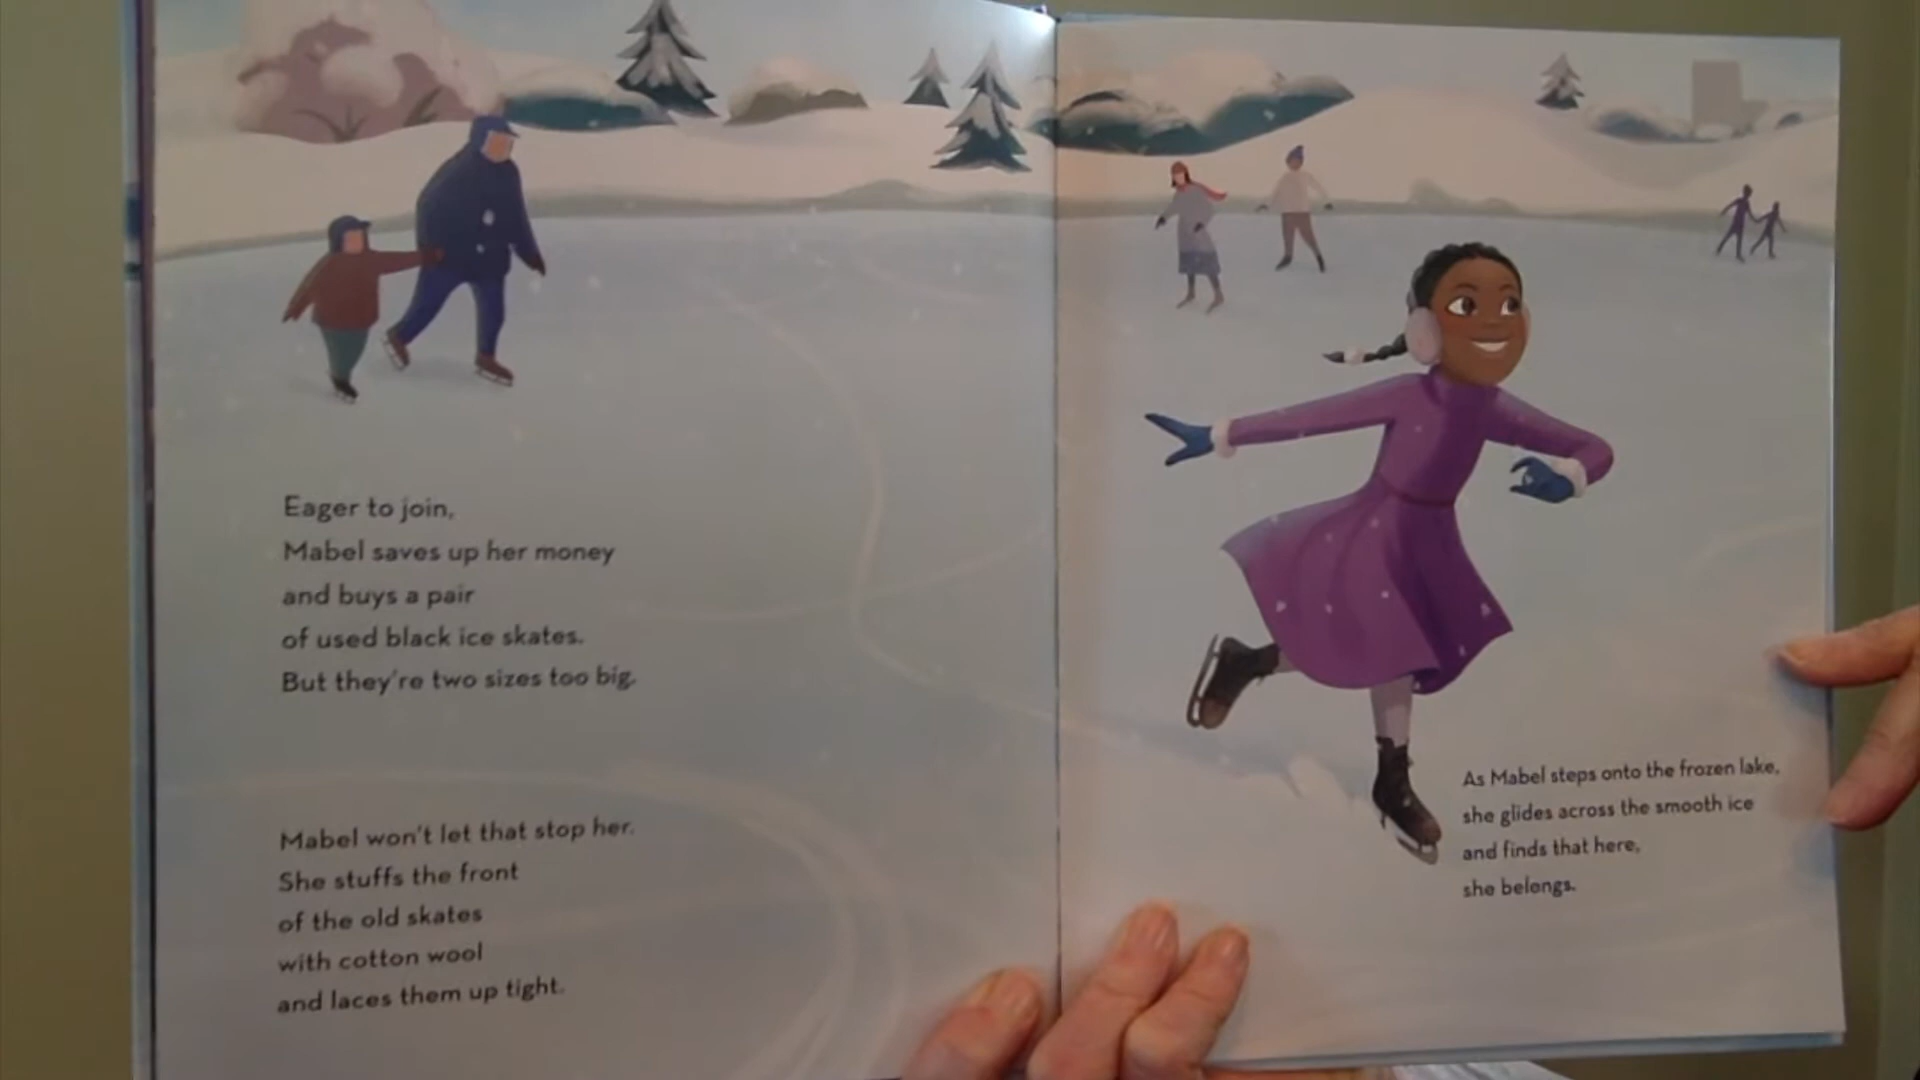 Eager to join,
Mabel saves up her money
and buys a pair
of used black ice skates.
But they're two sizes too big.
Mabel won't let that stop her.
She stuffs the front
of the old skates
with cotton wool
and laces them up tight.
As Mabel steps onto the frozen lake,
she glides across the smooth ice
and finds that here,
she belongs.